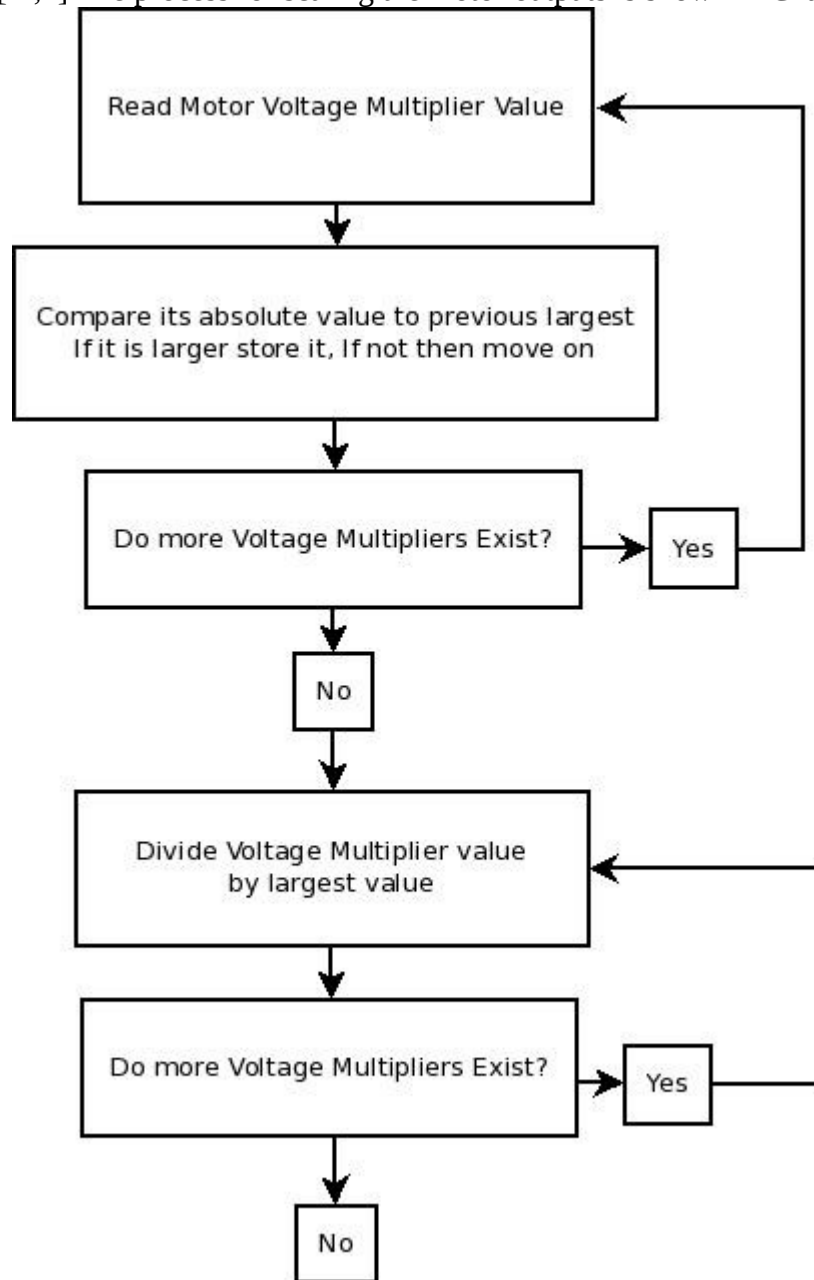 Read Motor Voltage Multiplier Value
Compare its absolute value to previous largest
If it is larger store it, If not then move on
Do more Voltage Multipliers Exist?
Yes
No
Divide Voltage Multiplier value
by largest value
Do more Voltage Multipliers Exist?
Yes
No